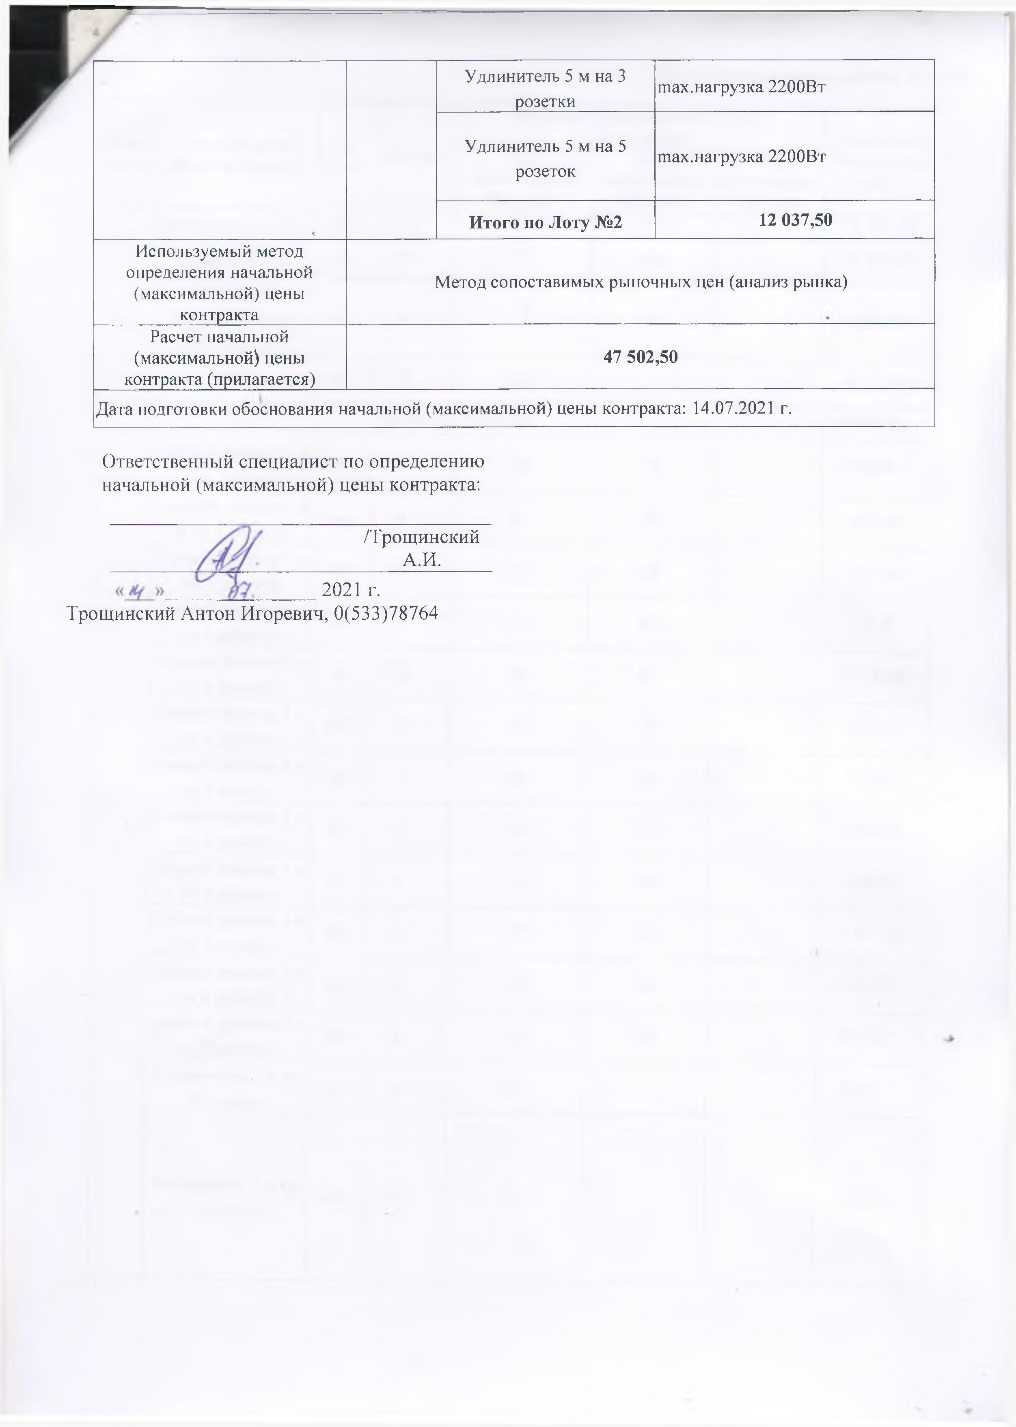 Удлинитель 5 м на 3
розетки
max.нагрузка 2200Вт
Удлинитель 5 м на 5
розеток
max.нагрузка 2200Вт
Итого по Лоту №2
12 037,50
Используемый метод
определения начальной
(максимальной) цены
контракта
Метод сопоставимых рыночных цен (анализ рынка)
Расчет начальной
(максимальной) цены
контракта (прилагается)
47 502,50
Дата подготовки обоснования начальной (максимальной) цены контракта: 14.07.2021 г.
Ответственный специалист по определению
начальной (максимальной) цены контракта:
/Трощинский
А.И.
« 14 » 07. 2021 г.
Трощинский Антон Игоревич, 0(533)78764